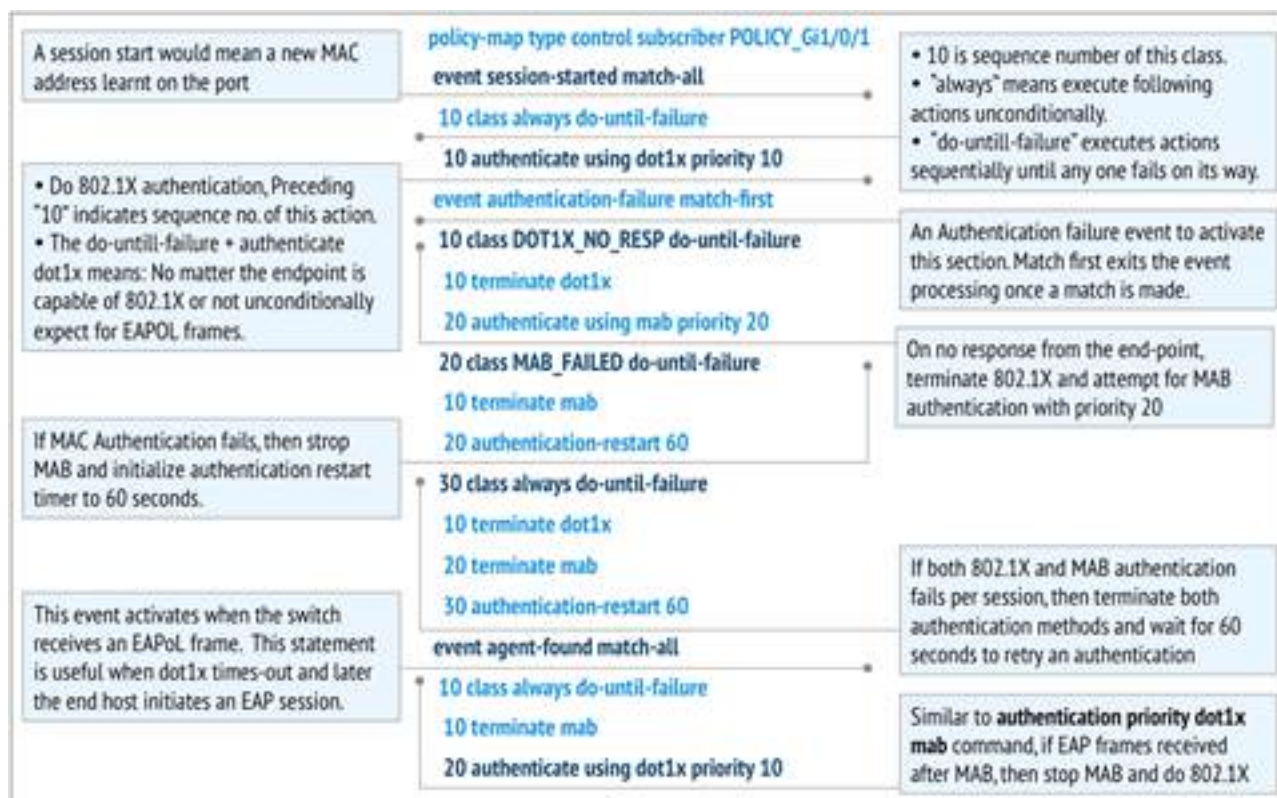 policy-map type control subscriber POLICY_Gi1/0/1
A session start would mean a new MAC
address learnt on the port
event session-started match-all
• 10 is sequence number of this class.
• "always" means execute following
actions unconditionally.
• "do-untill-failure" executes actions
sequentially until any one fails on its way.
10 class always do-until-failure
10 authenticate using dot1x priority 10
• Do 802.1X authentication, Preceding
"10" indicates sequence no. of this action.
• The do-untill-failure + authenticate
dot1x means: No matter the endpoint is
capable of 802.1X or not unconditionally
expect for EAPOL frames.
event authentication-failure match-first
An Authentication failure event to activate
this section. Match first exits the event
processing once a match is made.
10 class DOT1X_NO_RESP do-until-failure
10 terminate dot1x
20 authenticate using mab priority 20
On no response from the end-point,
terminate 802.1X and attempt for MAB
authentication with priority 20
20 class MAB_FAILED do-until-failure
10 terminate mab
20 authentication-restart 60
If MAC Authentication fails, then strop
MAB and initialize authentication restart
timer to 60 seconds.
30 class always do-until-failure
10 terminate dot1x
20 terminate mab
30 authentication-restart 60
If both 802.1X and MAB authentication
fails per session, then terminate both
authentication methods and wait for 60
seconds to retry an authentication
This event activates when the switch
receives an EAPoL frame. This statement
is useful when dot1x times-out and later
the end host initiates an EAP session.
event agent-found match-all
10 class always do-until-failure
10 terminate mab
20 authenticate using dot1x priority 10
Similar to authentication priority dot1x
mab command, if EAP frames received
after MAB, then stop MAB and do 802.1X